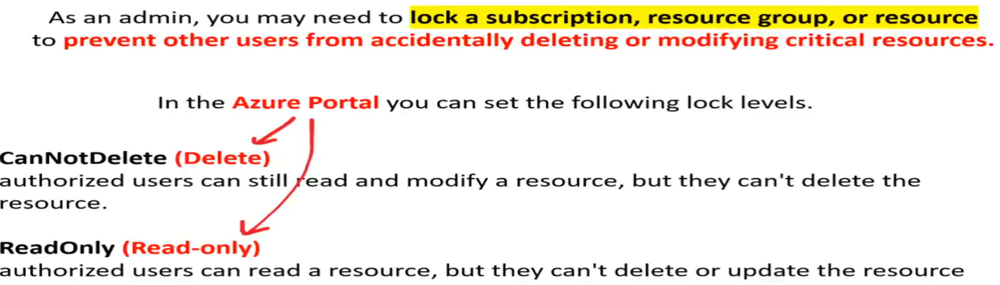 As an admin, you may need to lock a subscription, resource group, or resource
to prevent other users from accidentally deleting or modifying critical resources.
In the Azure Portal you can set the following lock levels.
CanNotDelete (Delete)
authorized users can still read and modify a resource, but they can't delete the
resource.
ReadOnly (Read-only)
authorized users can read a resource, but they can't delete or update the resource